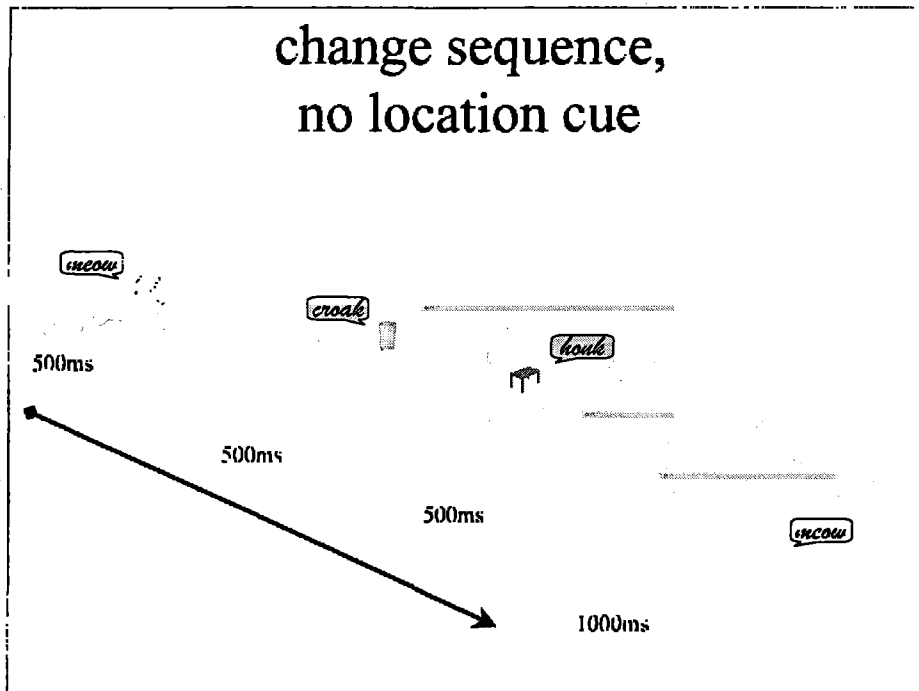 change sequence,
no location cue
meow
croak
honk
500ms
500ms
500ms
meow
1000ms